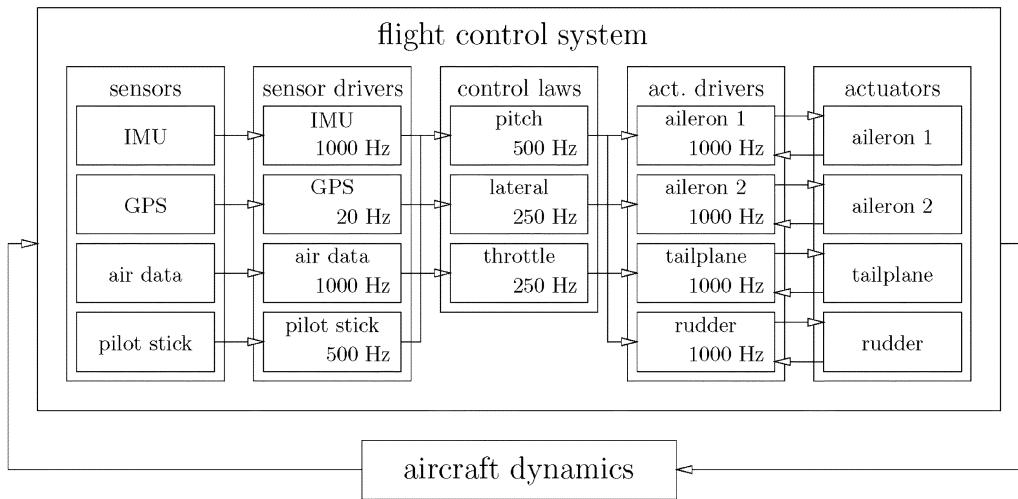 flight control system
sensors
IMU
GPS
air data
pilot stick
sensor drivers
IMU
1000 Hz
GPS
20 Hz
air data
1000 Hz
pilot stick
500 Hz
control laws
pitch
500 Hz
lateral
250 Hz
throttle
250 Hz
act. drivers
aileron 1
1000 Hz
aileron 2
1000 Hz
tailplane
1000 Hz
rudder
1000 Hz
actuators
aileron 1
aileron 2
tailplane
rudder
aircraft dynamics